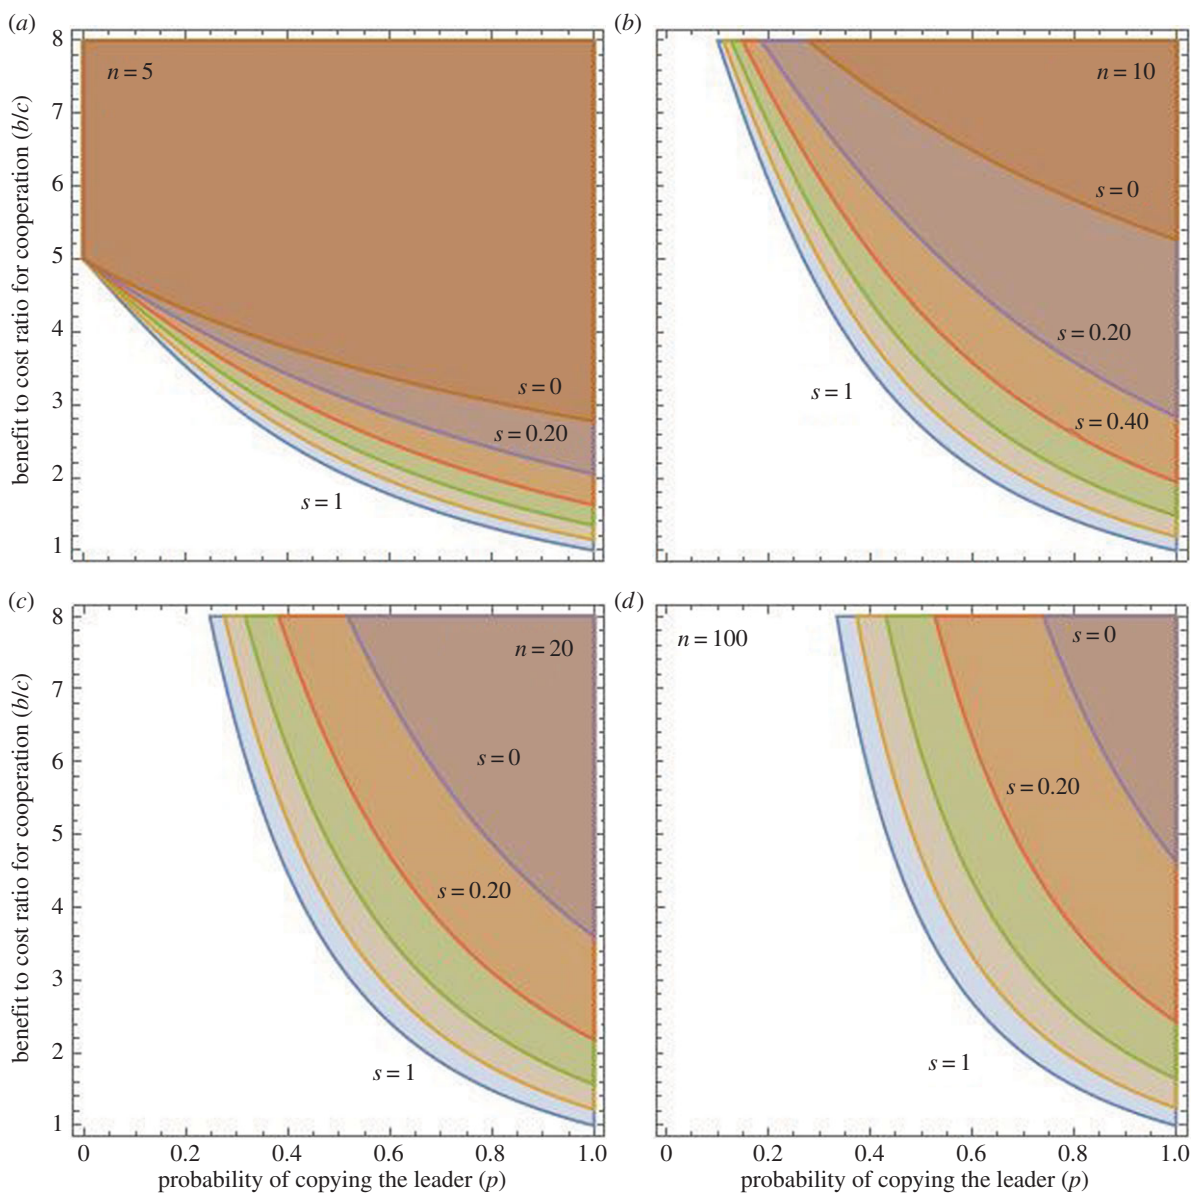 (a)
n = 5
s = 0
s = 0.20
s = 1
8
7
6
5
4
3
2
1
benefit to cost ratio for cooperation (b/c)
(b)
n = 10
s = 0
s = 0.20
s = 0.40
s = 1
(c)
n = 20
s = 0
s = 0.20
s = 1
8
7
6
5
4
3
2
1
benefit to cost ratio for cooperation (b/c)
0 0.2 0.4 0.6 0.8 1.0
probability of copying the leader (p)
(d)
n = 100
s = 0
s = 0.20
s = 1
0 0.2 0.4 0.6 0.8 1.0
probability of copying the leader (p)